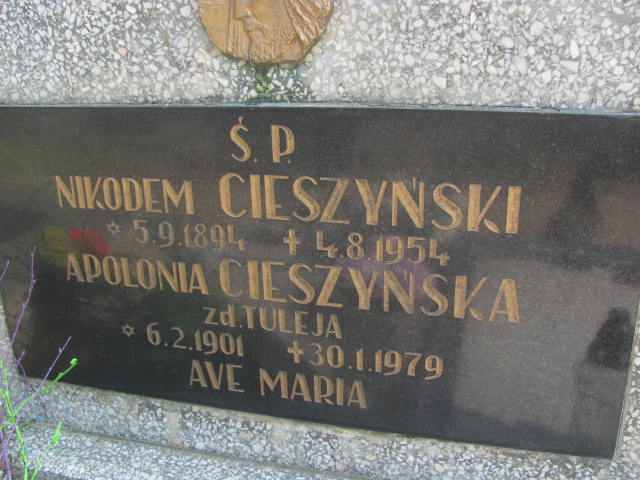 Ś.P.
NIKODEM CIESZYŃSKI
✡ 5.9.1894 ✝ 4.8.1954
APOLONIA CIESZYŃSKA
zd. TULEJA
✡ 6.2.1901 ✝ 30.1.1979
AVE MARIA